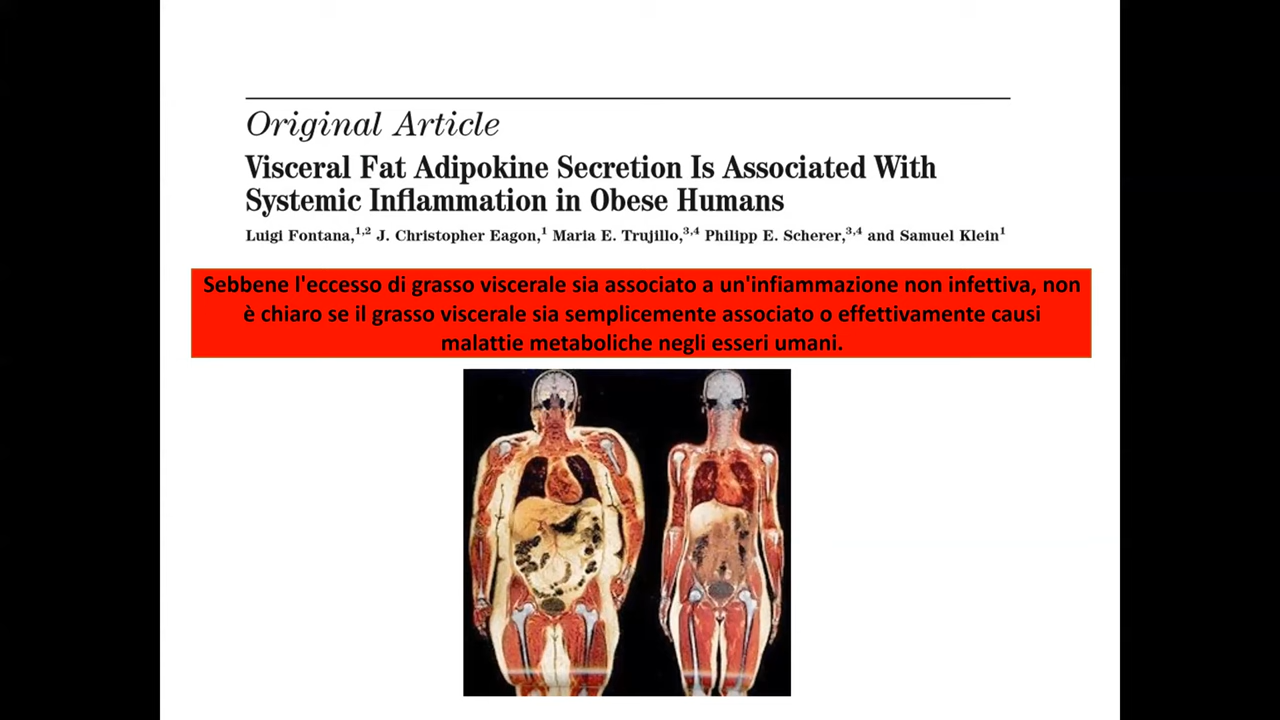 Original Article
Visceral Fat Adipokine Secretion Is Associated With
Systemic Inflammation in Obese Humans
Luigi Fontana,1,2 J. Christopher Eagon,1 Maria E. Trujillo,3,4 Philipp E. Scherer,3,4 and Samuel Klein1
Sebbene l'eccesso di grasso viscerale sia associato a un'infiammazione non infettiva, non
è chiaro se il grasso viscerale sia semplicemente associato o effettivamente causi
malattie metaboliche negli esseri umani.